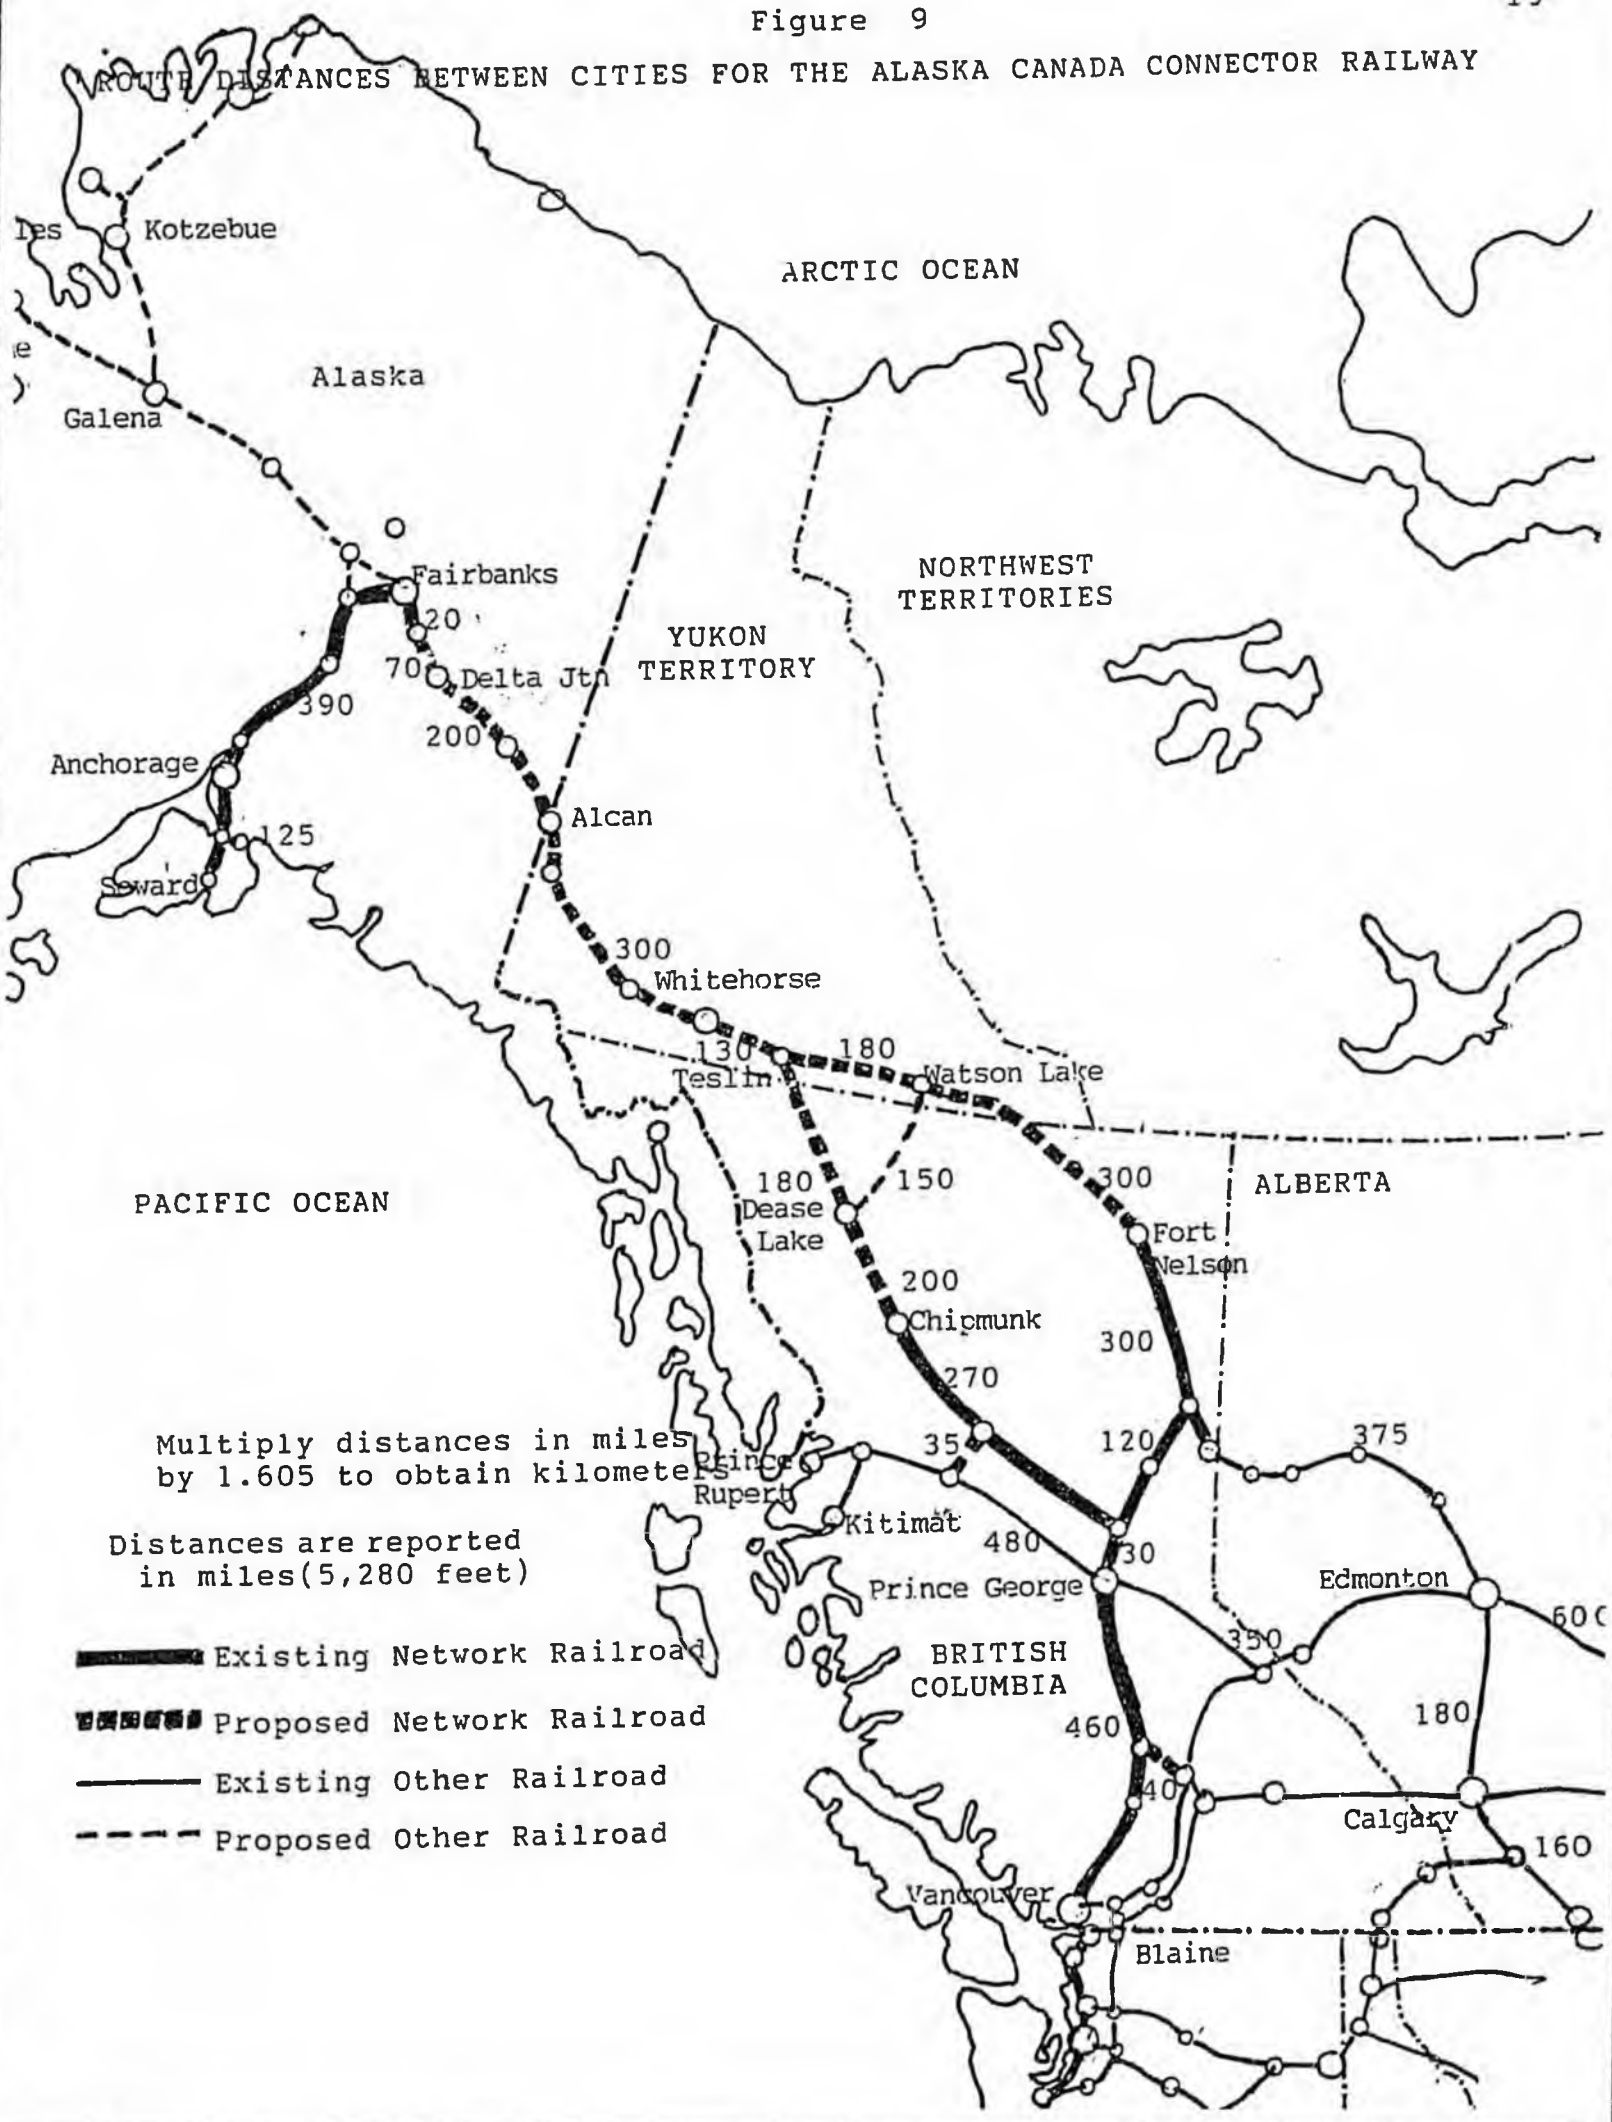 Figure 9
ROUTE DISTANCES BETWEEN CITIES FOR THE ALASKA CANADA CONNECTOR RAILWAY
Kotzebue
ARCTIC OCEAN
Alaska
Galena
Fairbanks
20
NORTHWEST
TERRITORIES
YUKON
TERRITORY
70
Delta Jtn
390
200
Anchorage
Alcan
125
Seward
300
Whitehorse
130
180
Teslin
Watson Lake
PACIFIC OCEAN
180
150
300
ALBERTA
Dease
Lake
Fort
Nelson
200
Chipmunk
300
270
Multiply distances in miles
by 1.605 to obtain kilometers
35
120
375
Prince
Rupert
Kitimat
480
30
Distances are reported
in miles(5,280 feet)
Prince George
Edmonton
600
350
Existing Network Railroad
BRITISH
COLUMBIA
Proposed Network Railroad
460
180
Existing Other Railroad
40
Calgary
Proposed Other Railroad
160
Vancouver
Blaine